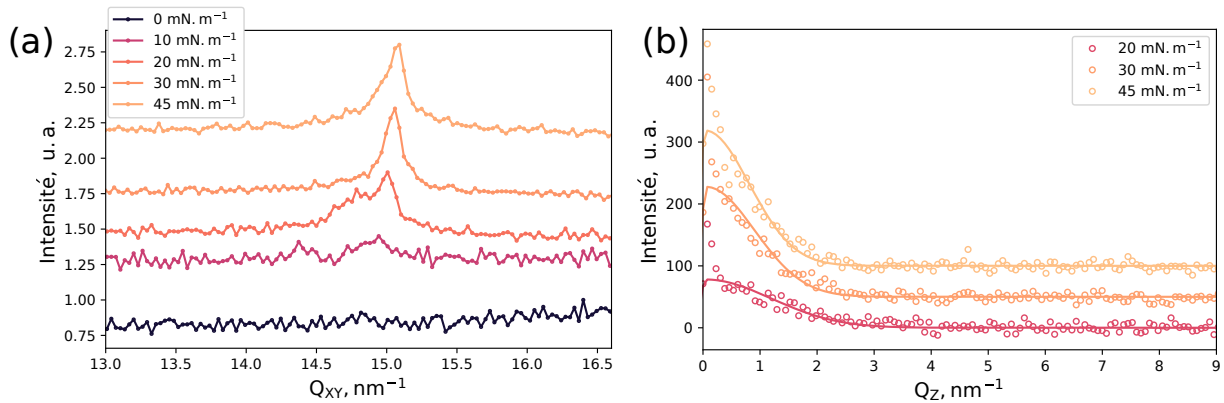 (a)
0 mN. m⁻¹
10 mN. m⁻¹
20 mN. m⁻¹
30 mN. m⁻¹
45 mN. m⁻¹
Intensité, u. a.
2.75
2.50
2.25
2.00
1.75
1.50
1.25
1.00
0.75
13.0 13.5 14.0 14.5 15.0 15.5 16.0 16.5
Q_XY, nm⁻¹
(b)
20 mN. m⁻¹
30 mN. m⁻¹
45 mN. m⁻¹
Intensité, u. a.
400
300
200
100
0
0 1 2 3 4 5 6 7 8 9
Q_Z, nm⁻¹